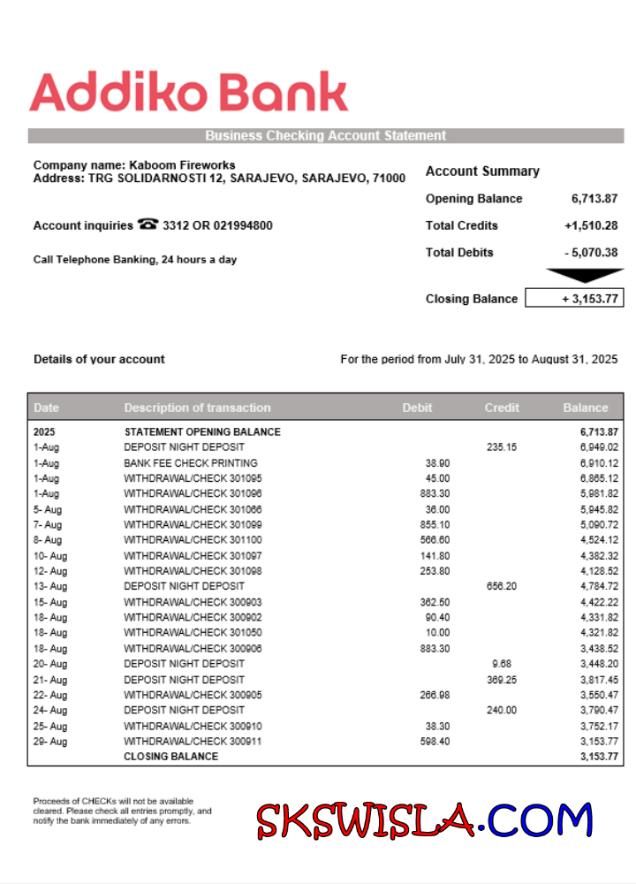 Addiko Bank
Business Checking Account Statement
Company name: Kaboom Fireworks
Address: TRG SOLIDARNOSTI 12, SARAJEVO, SARAJEVO, 71000
Account inquiries ☎ 3312 OR 021994800
Call Telephone Banking, 24 hours a day
Account Summary
Opening Balance 6,713.87
Total Credits +1,510.28
Total Debits - 5,070.38
Closing Balance + 3,153.77
Details of your account For the period from July 31, 2025 to August 31, 2025
Date Description of transaction Debit Credit Balance
2025 STATEMENT OPENING BALANCE 6,713.87
1-Aug DEPOSIT NIGHT DEPOSIT 235.15 6,949.02
1-Aug BANK FEE CHECK PRINTING 38.90 6,910.12
1-Aug WITHDRAWAL/CHECK 301095 45.00 6,865.12
1-Aug WITHDRAWAL/CHECK 301096 883.30 5,981.82
5- Aug WITHDRAWAL/CHECK 301066 36.00 5,945.82
7- Aug WITHDRAWAL/CHECK 301099 855.10 5,090.72
8- Aug WITHDRAWAL/CHECK 301100 566.60 4,524.12
10- Aug WITHDRAWAL/CHECK 301097 141.80 4,382.32
12- Aug WITHDRAWAL/CHECK 301098 253.80 4,128.52
13- Aug DEPOSIT NIGHT DEPOSIT 656.20 4,784.72
15- Aug WITHDRAWAL/CHECK 300903 362.50 4,422.22
18- Aug WITHDRAWAL/CHECK 300902 90.40 4,331.82
18- Aug WITHDRAWAL/CHECK 301050 10.00 4,321.82
18- Aug WITHDRAWAL/CHECK 300906 883.30 3,438.52
20- Aug DEPOSIT NIGHT DEPOSIT 9.68 3,448.20
21- Aug DEPOSIT NIGHT DEPOSIT 369.25 3,817.45
22- Aug WITHDRAWAL/CHECK 300905 266.98 3,550.47
24- Aug DEPOSIT NIGHT DEPOSIT 240.00 3,790.47
25- Aug WITHDRAWAL/CHECK 300910 38.30 3,752.17
29- Aug WITHDRAWAL/CHECK 300911 598.40 3,153.77
CLOSING BALANCE 3,153.77
Proceeds of CHECKs will not be available
cleared. Please check all entries promptly, and
notify the bank immediately of any errors.
SKSWISLA.COM